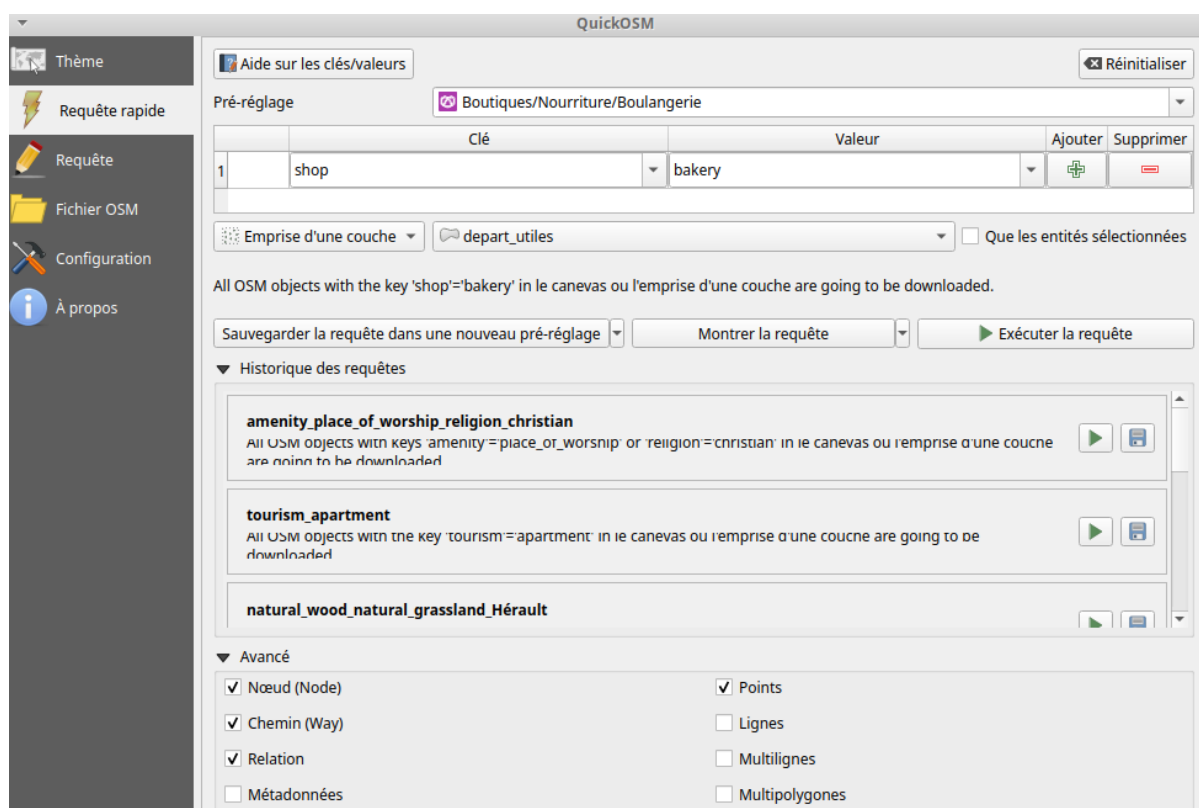 QuickOSM
Thème
Requête rapide
Requête
Fichier OSM
Configuration
À propos
Aide sur les clés/valeurs
Réinitialiser
Pré-réglage
Boutiques/Nourriture/Boulangerie
Clé Valeur Ajouter Supprimer
1 shop bakery
Emprise d'une couche depart_utiles Que les entités sélectionnées
All OSM objects with the key 'shop'='bakery' in le canevas ou l'emprise d'une couche are going to be downloaded.
Sauvegarder la requête dans une nouveau pré-réglage Montrer la requête Exécuter la requête
Historique des requêtes
amenity_place_of_worship_religion_christian
All OSM objects with keys 'amenity'='place_of_worship' or 'religion'='christian' in le canevas ou l'emprise d'une couche
are going to be downloaded
tourism_apartment
All OSM objects with the key 'tourism'='apartment' in le canevas ou l'emprise d'une couche are going to be
downloaded
natural_wood_natural_grassland_Hérault
Avancé
Nœud (Node) Points
Chemin (Way) Lignes
Relation Multilignes
Métadonnées Multipolygones